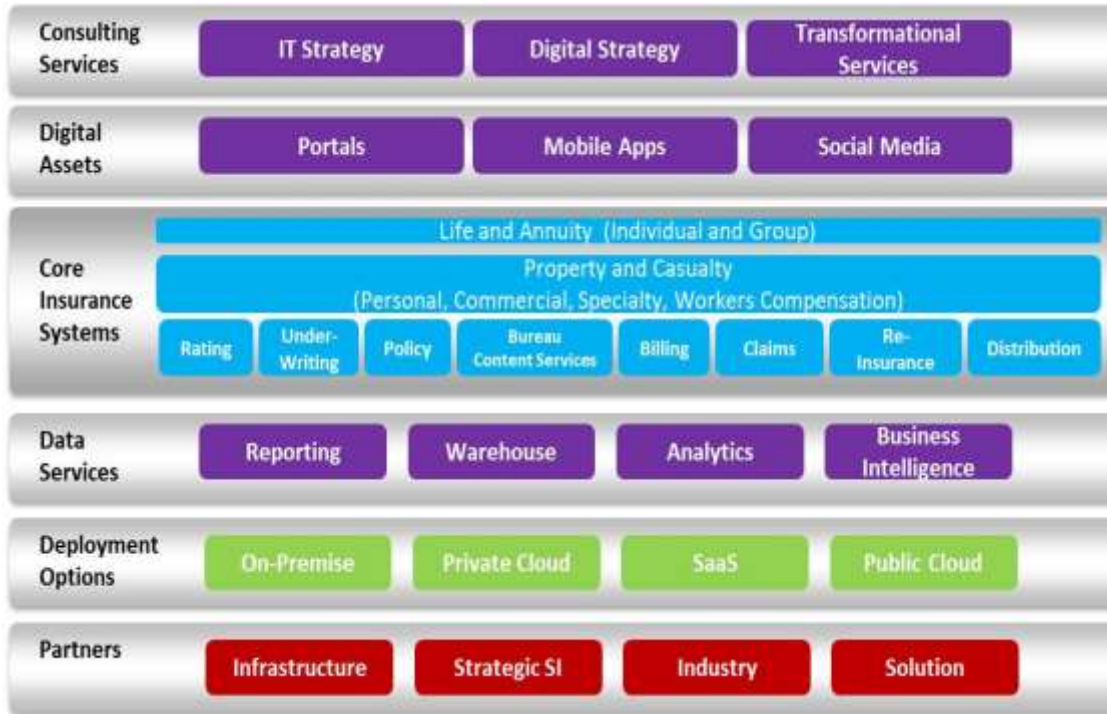 Consulting
Services
IT Strategy
Digital Strategy
Transformational
Services
Digital
Assets
Portals
Mobile Apps
Social Media
Core
Insurance
Systems
Life and Annuity (Individual and Group)
Property and Casualty
(Personal, Commercial, Specialty, Workers Compensation)
Rating
Under-
Writing
Policy
Bureau
Content Services
Billing
Claims
Re-
Insurance
Distribution
Data
Services
Reporting
Warehouse
Analytics
Business
Intelligence
Deployment
Options
On-Premise
Private Cloud
SaaS
Public Cloud
Partners
Infrastructure
Strategic SI
Industry
Solution